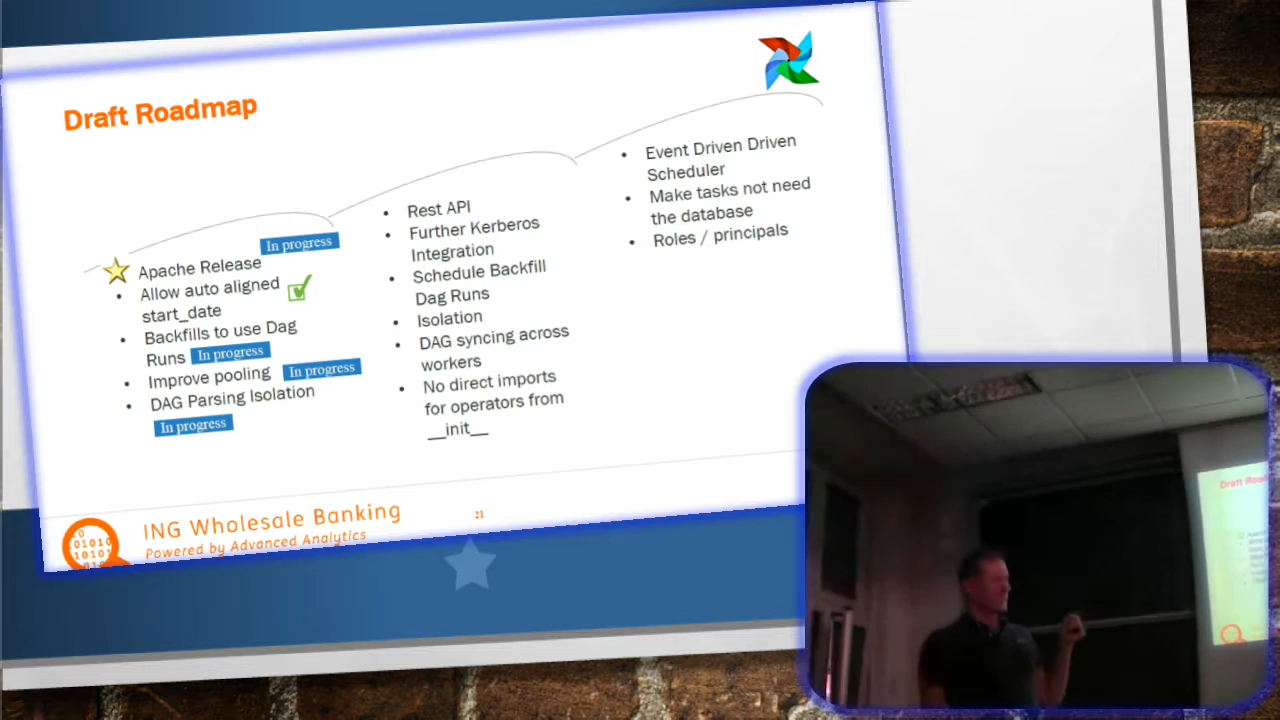 Draft Roadmap
In progress
Apache Release
• Allow auto aligned
start_date
• Backfills to use Dag
Runs In progress
• Improve pooling In progress
• DAG Parsing Isolation
In progress
• Rest API
• Further Kerberos
Integration
• Schedule Backfill
Dag Runs
• Isolation
• DAG syncing across
workers
• No direct imports
for operators from
__init__
• Event Driven Driven
Scheduler
• Make tasks not need
the database
• Roles / principals
ING Wholesale Banking
Powered by Advanced Analytics
21
Draft Road